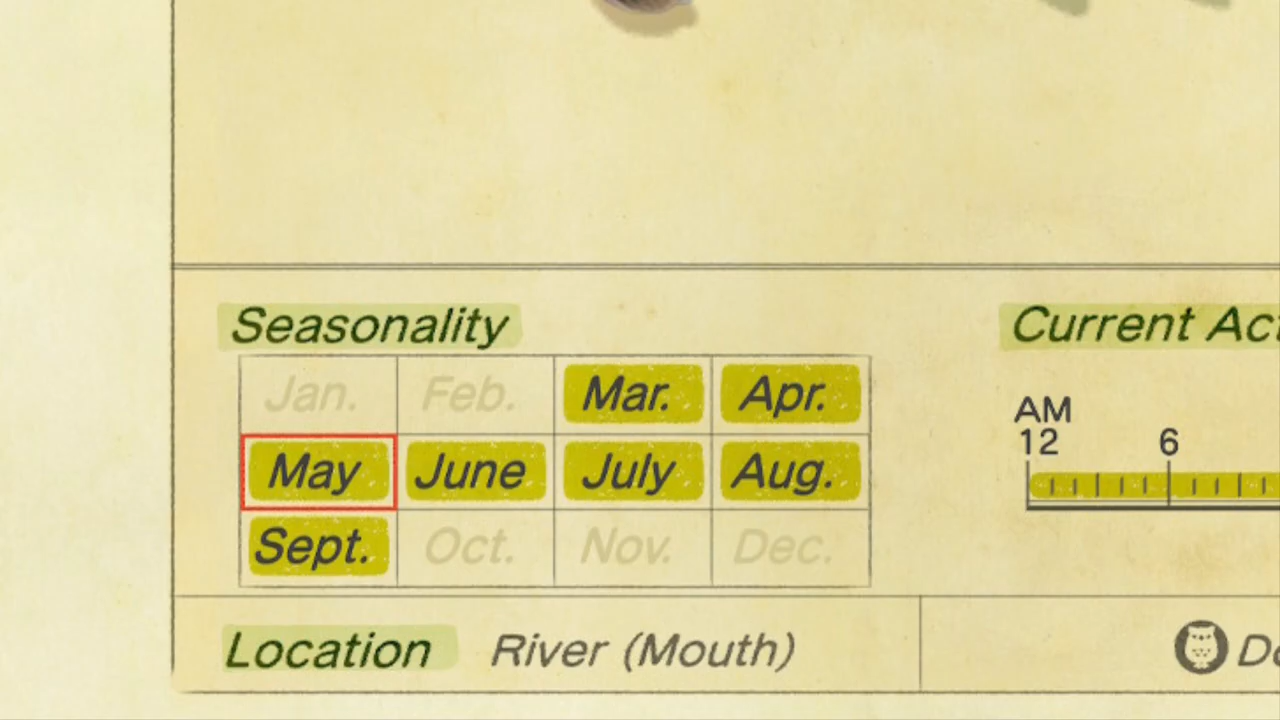 Seasonality
Current
Jan. Feb. Mar. Apr.
AM
12 6
May June July Aug.
Sept. Oct. Nov. Dec.
Location River (Mouth)